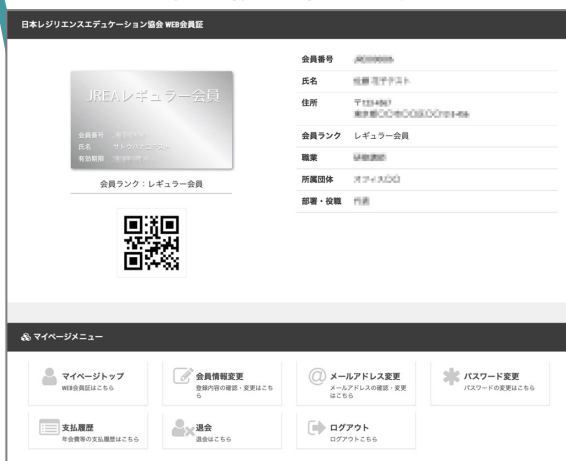 日本レジリエンスエデュケーション協会 WEB会員証
JREAレギュラー会員
会員番号
氏名
有効期限
会員ランク：レギュラー会員
会員番号
氏名
住所
会員ランク レギュラー会員
職業
所属団体
部署・役職
マイページメニュー
マイページトップ
WEB会員証はこちら
会員情報変更
登録内容の確認・変更はこち
ら
メールアドレス変更
メールアドレスの確認・変更
はこちら
パスワード変更
パスワードの変更はこちら
支払履歴
年会費等の支払履歴はこちら
退会
退会はこちら
ログアウト
ログアウトこちら